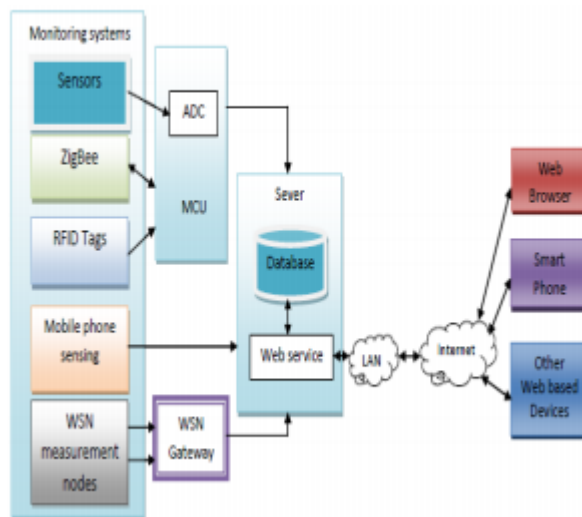 Monitoring systems
Sensors
ADC
ZigBee
MCU
RFID Tags
Sever
Database
Web service
Mobile phone
sensing
WSN
measurement
nodes
WSN
Gateway
LAN
Internet
Web
Browser
Smart
Phone
Other
Web based
Devices